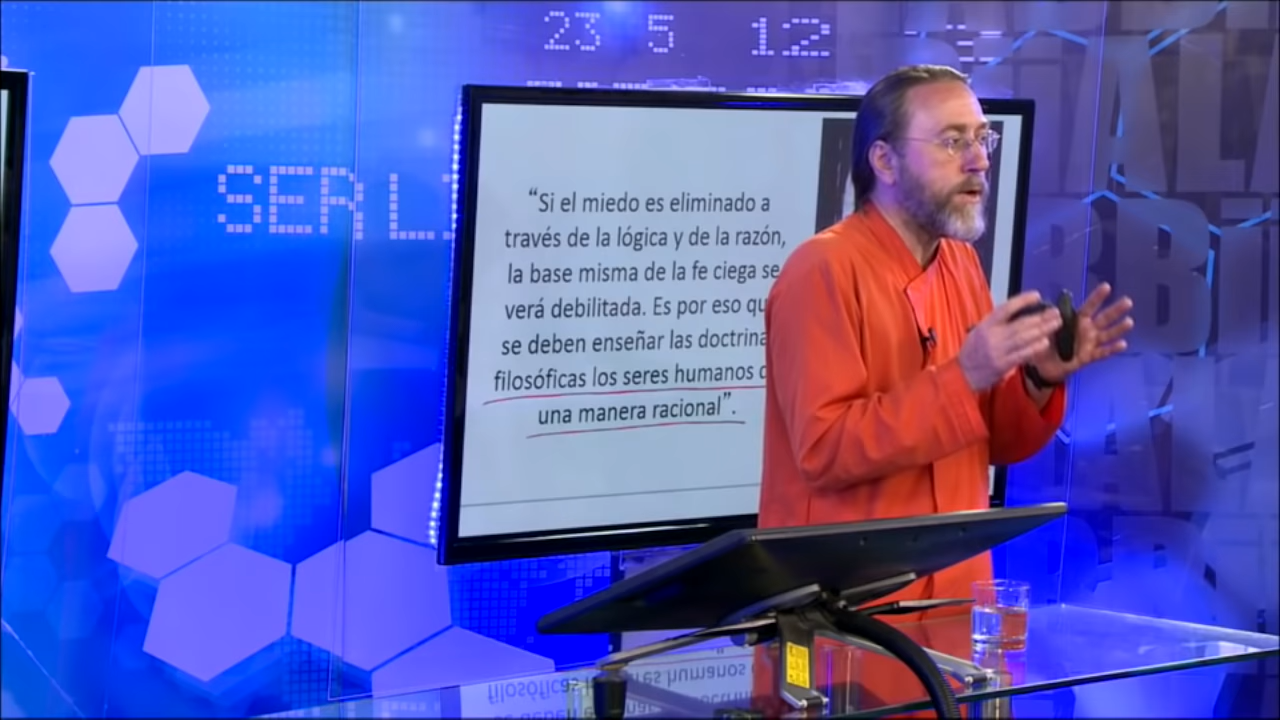 23 5 12
SERLI
“Si el miedo es eliminado a
través de la lógica y de la razón,
la base misma de la fe ciega se
verá debilitada. Es por eso qu
se deben enseñar las doctrina
filosóficas los seres humanos
una manera racional”.